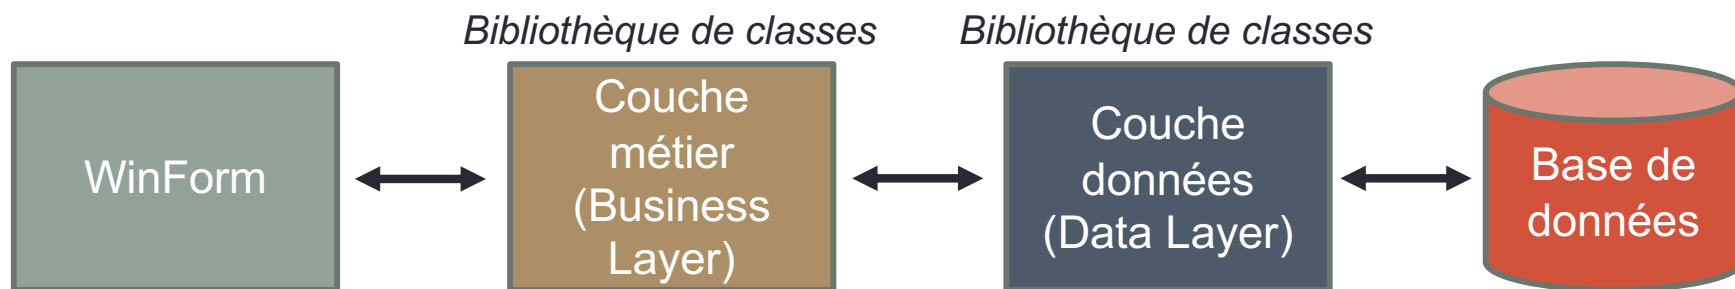 Bibliothèque de classes
Bibliothèque de classes
WinForm
Couche
métier
(Business
Layer)
Couche
données
(Data Layer)
Base de
données